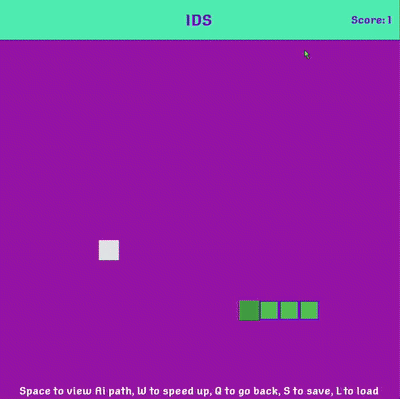 IDS
Score: 1
Space to view Ai path, W to speed up, Q to go back, S to save, L to load